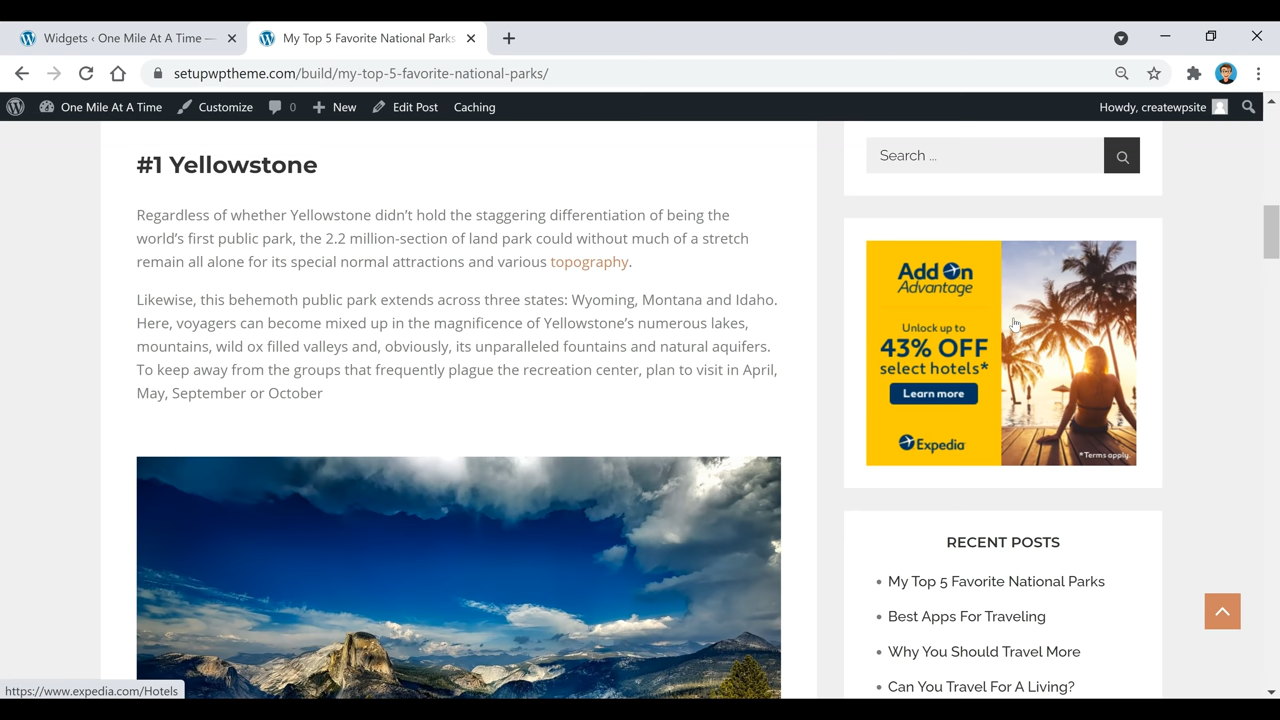 Widgets ‹ One Mile At A Time —
My Top 5 Favorite National Parks
setupwptheme.com/build/my-top-5-favorite-national-parks/
One Mile At A Time
Customize
0
New
Edit Post
Caching
Howdy, createwpsite
#1 Yellowstone
Regardless of whether Yellowstone didn't hold the staggering differentiation of being the
world's first public park, the 2.2 million-section of land park could without much of a stretch
remain all alone for its special normal attractions and various topography.
Likewise, this behemoth public park extends across three states: Wyoming, Montana and Idaho.
Here, voyagers can become mixed up in the magnificence of Yellowstone's numerous lakes,
mountains, wild ox filled valleys and, obviously, its unparalleled fountains and natural aquifers.
To keep away from the groups that frequently plague the recreation center, plan to visit in April,
May, September or October
Search ...
Add On
Advantage
Unlock up to
43% OFF
select hotels*
Learn more
Expedia
*Terms apply.
RECENT POSTS
My Top 5 Favorite National Parks
Best Apps For Traveling
Why You Should Travel More
Can You Travel For A Living?
https://www.expedia.com/Hotels